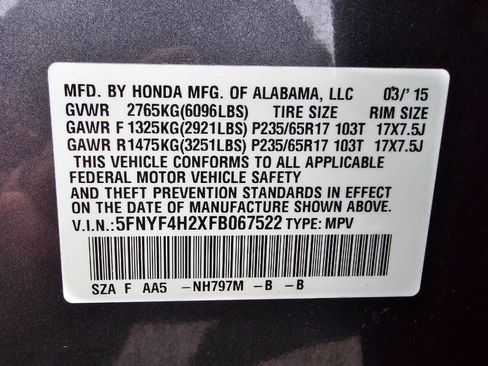 MFD. BY HONDA MFG. OF ALABAMA, LLC 03/'15
GVWR 2765KG(6096LBS) TIRE SIZE RIM SIZE
GAWR F 1325KG(2921LBS) P235/65R17 103T 17X7.5J
GAWR R1475KG(3251LBS) P235/65R17 103T 17X7.5J
THIS VEHICLE CONFORMS TO ALL APPLICABLE
FEDERAL MOTOR VEHICLE SAFETY
AND THEFT PREVENTION STANDARDS IN EFFECT
ON THE DATE OF MANUFACTURE SHOWN ABOVE.
V.I.N.: 5FNYF4H2XFB067522 TYPE: MPV
SZA F AA5 -NH797M -B -B